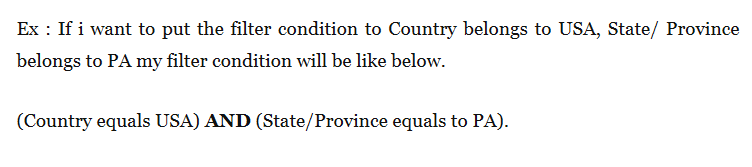 Ex : If i want to put the filter condition to Country belongs to USA, State/ Province
belongs to PA my filter condition will be like below.
(Country equals USA) AND (State/Province equals to PA).